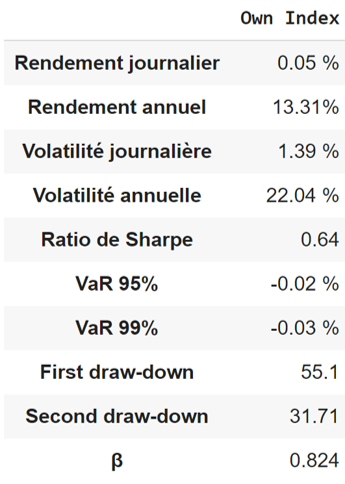 Own Index
Rendement journalier 0.05 %
Rendement annuel 13.31%
Volatilité journalière 1.39 %
Volatilité annuelle 22.04 %
Ratio de Sharpe 0.64
VaR 95% -0.02 %
VaR 99% -0.03 %
First draw-down 55.1
Second draw-down 31.71
β 0.824